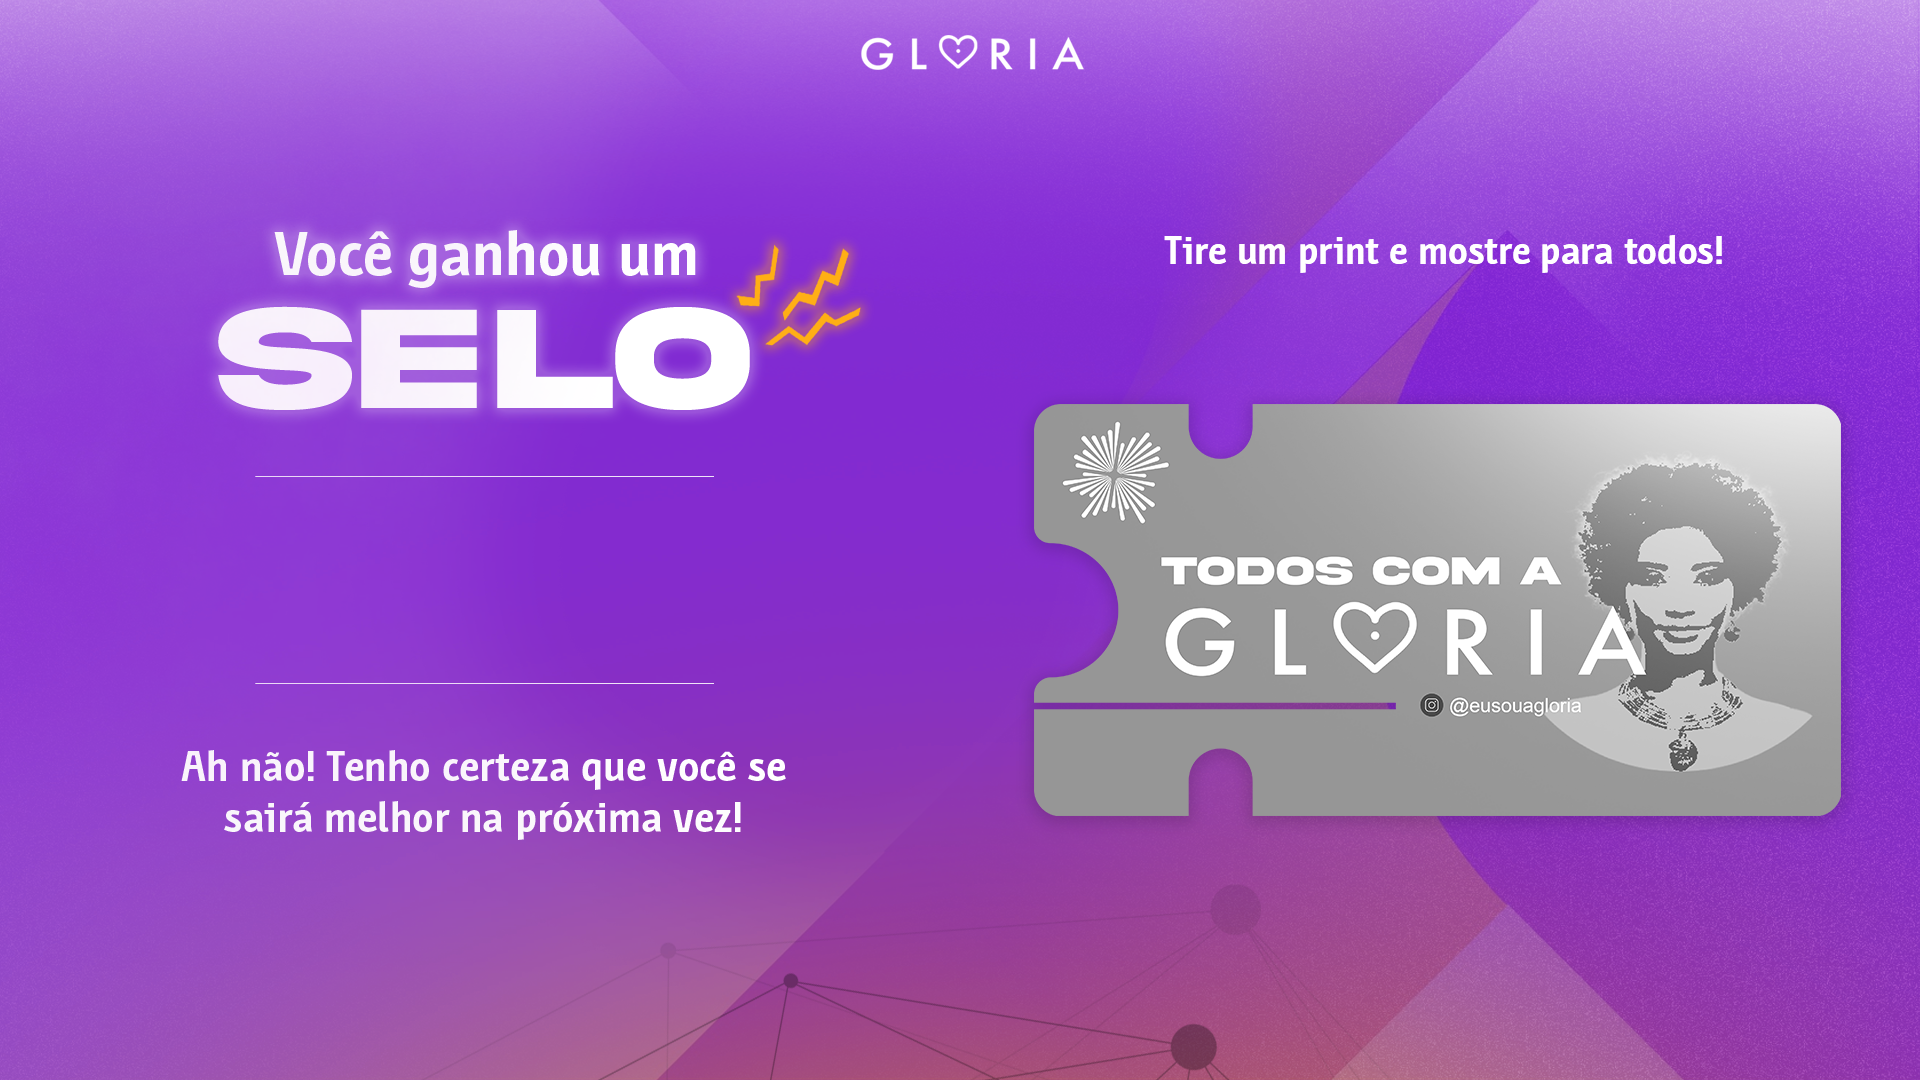 GLORIA
Você ganhou um
SELO
Ah não! Tenho certeza que você se
sairá melhor na próxima vez!
Tire um print e mostre para todos!
TODOS COM A
GLORIA
@eusouagloria